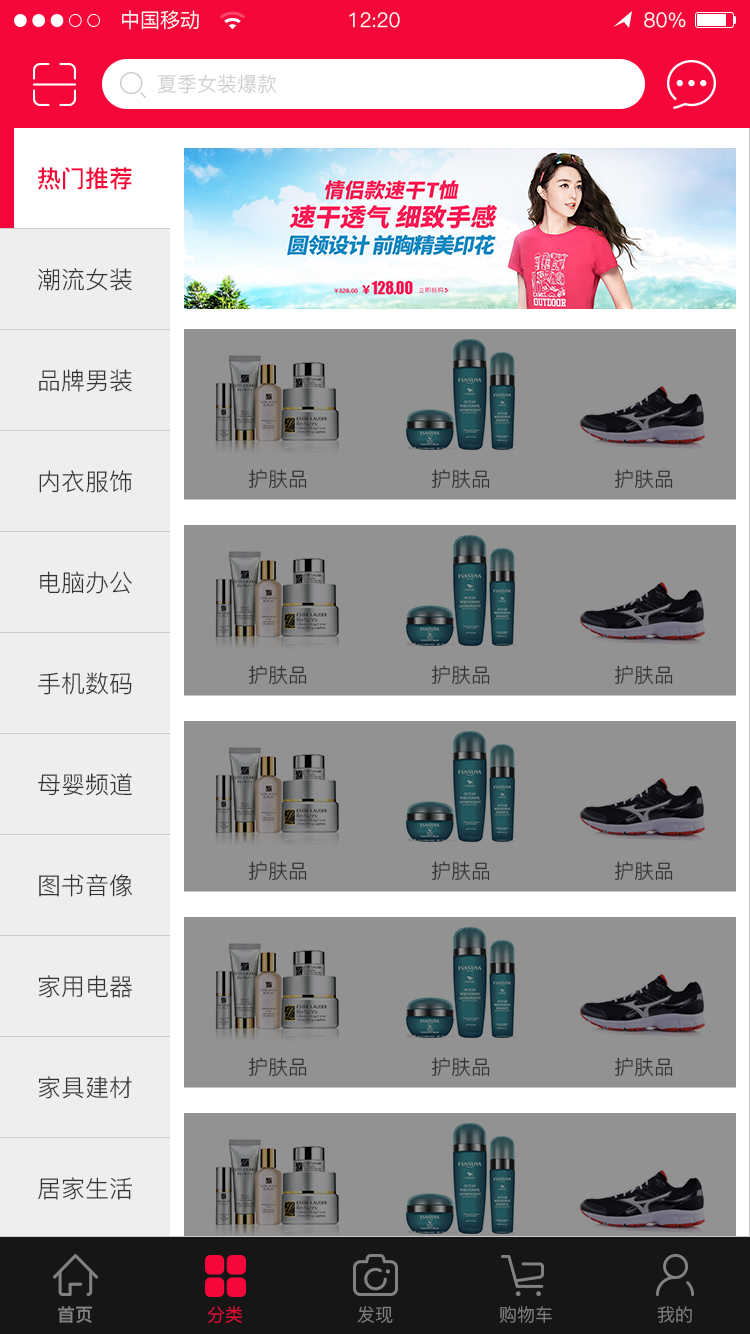 中国移动
12:20
80%
夏季女装爆款
热门推荐
潮流女装
品牌男装
内衣服饰
电脑办公
手机数码
母婴频道
图书音像
家用电器
家具建材
居家生活
情侣款速干T恤
速干透气 细致手感
圆领设计 前胸精美印花
¥328.00 ¥128.00 立即抢购>
OUTDOOR
护肤品 护肤品 护肤品
护肤品 护肤品 护肤品
护肤品 护肤品 护肤品
护肤品 护肤品 护肤品
首页 分类 发现 购物车 我的